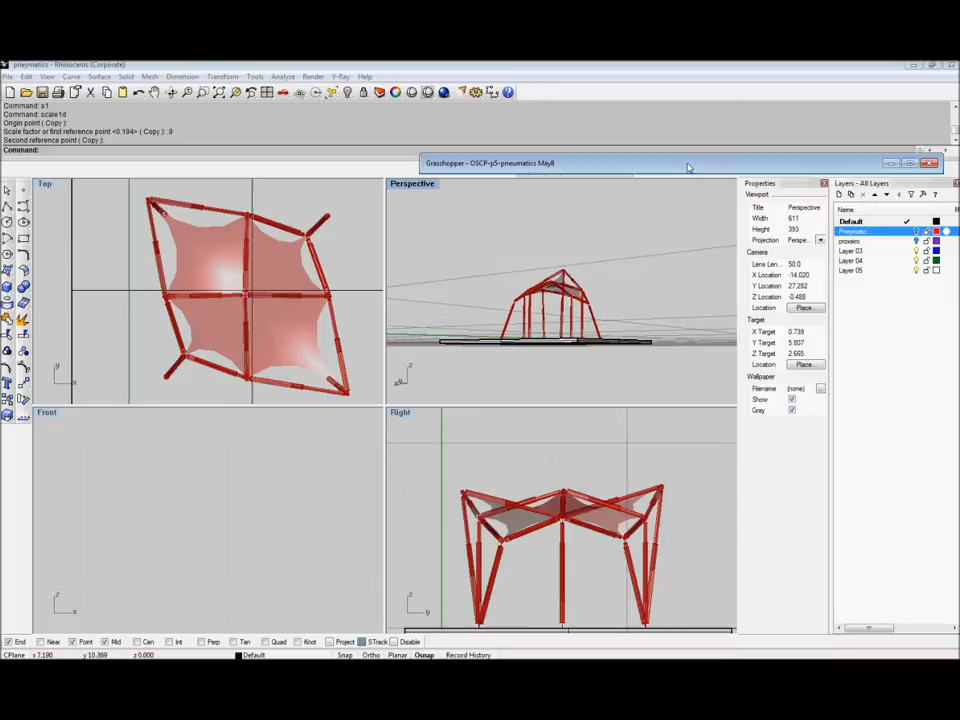 pneymatics - Rhinoceros (Corporate)
File Edit View Curve Surface Solid Mesh Dimension Transform Tools Analyze Render V-Ray Help
Command: s1
Command: scale1d
Origin point:
Scale factor or first reference point <0.194> ( Copy ): .9
Second reference point ( Copy ):
Command:
Grasshopper - OSCP-p5-pneumatics May8
Top
Perspective
Front
Right
y
x
z
x
z
y
Properties
Viewport
Title Perspective
Width 611
Height 393
Projection Perspe...
Camera
Lens Len... 50.0
X Location -14.020
Y Location 27.282
Z Location -0.488
Location Place...
Target
X Target 0.739
Y Target 5.807
Z Target 2.665
Location Place...
Wallpaper
Filename (none) ...
Show
Gray
Layers - All Layers
Name
Default
Pneymatic
proxeiro
Layer 03
Layer 04
Layer 05
End Near Point Mid Cen Int Perp Tan Quad Knot Project STrack Disable
CPlane x 7.190 y 10.369 z 0.000 Default Snap Ortho Planar Osnap Record History